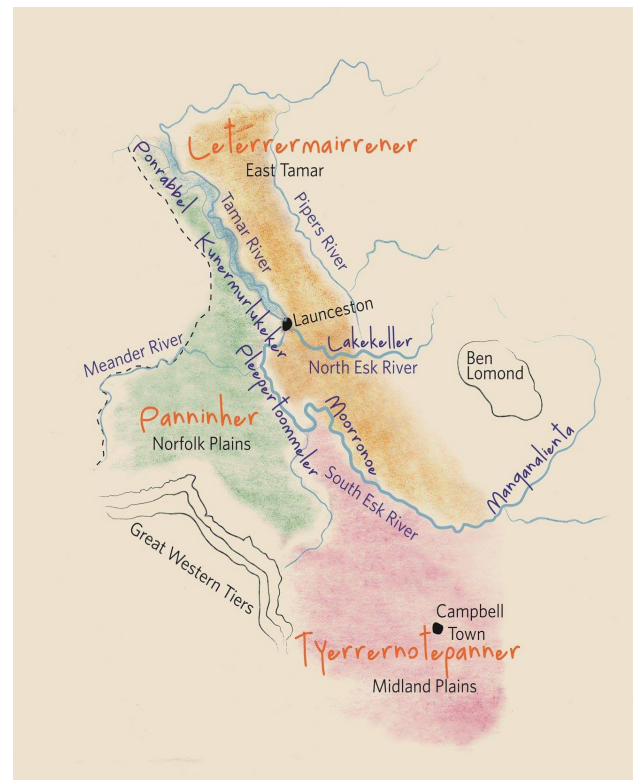 Leterrermairrener
East Tamar
Ponrabbel
Tamar River
Pipers River
Kunermurlukeker
Launceston
Lakekeller
North Esk River
Meander River
Ben
Lomond
Pleepertoommeler
Moorronoe
Panninher
Norfolk Plains
South Esk River
Manganalienta
Great Western Tiers
Campbell
Town
Tyerrernotepanner
Midland Plains